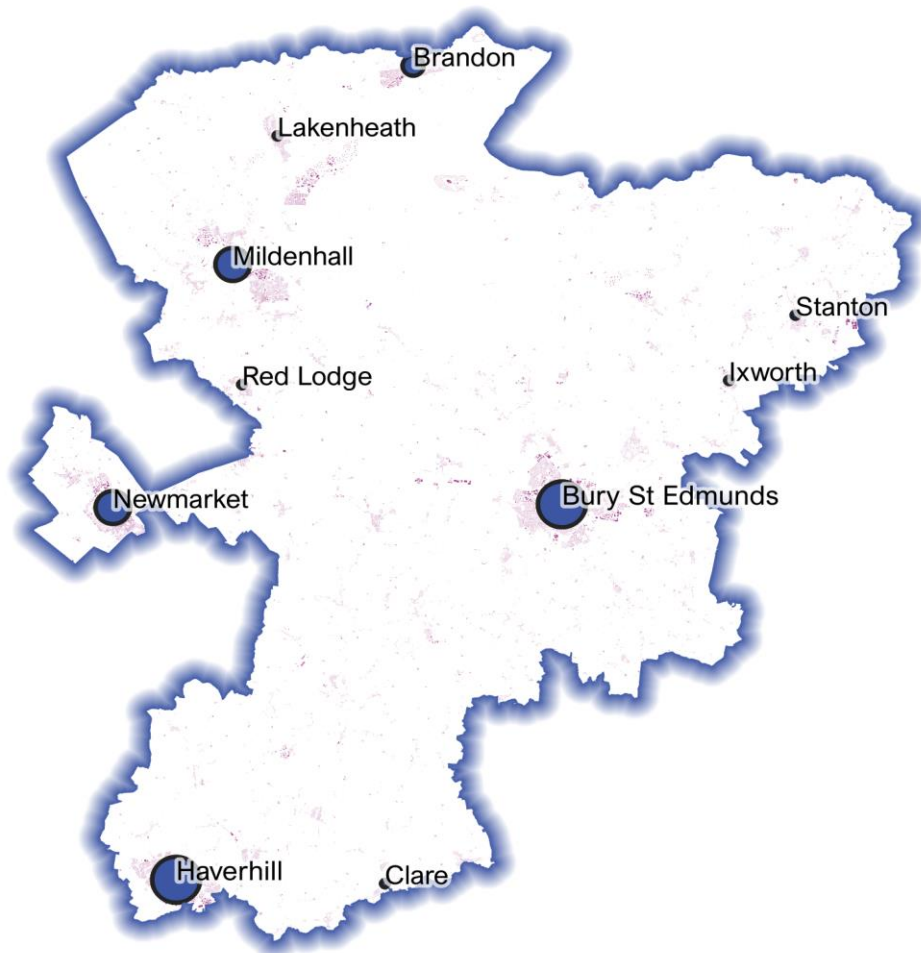 Brandon
Lakenheath
Mildenhall
Stanton
Ixworth
Red Lodge
Newmarket
Bury St Edmunds
Haverhill
Clare